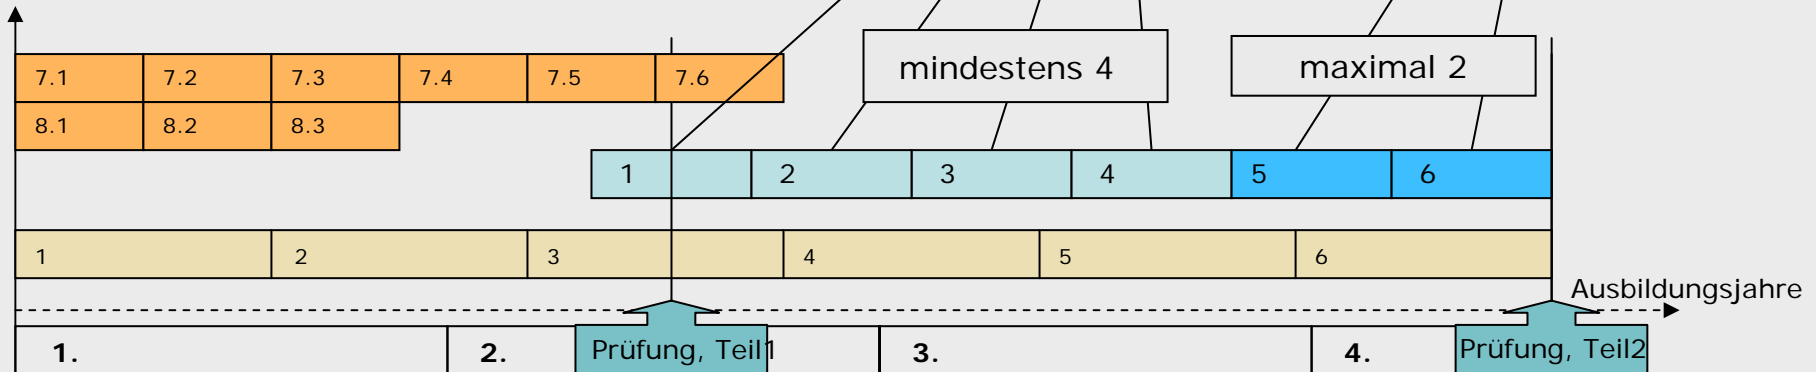 mindestens 4
maximal 2
7.1 7.2 7.3 7.4 7.5 7.6
8.1 8.2 8.3
1 2 3 4 5 6
1 2 3 4 5 6
Ausbildungsjahre
1. 2. Prüfung, Teil1 3. 4. Prüfung, Teil2